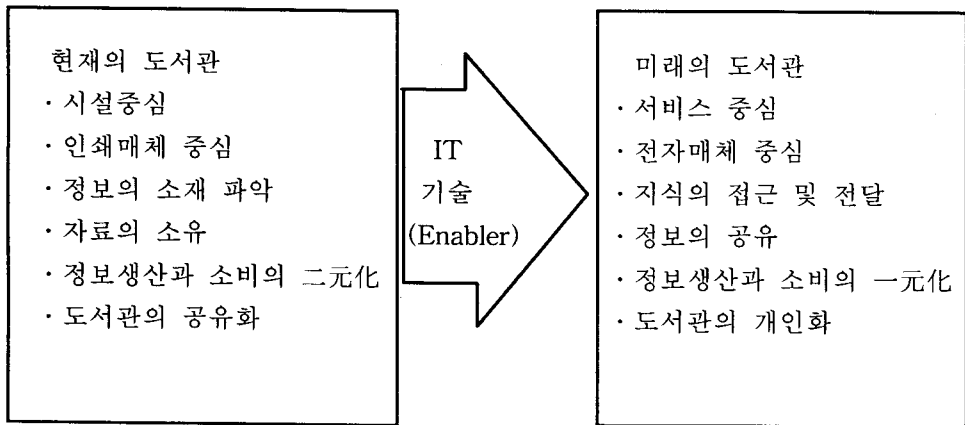 현재의 도서관
· 시설중심
· 인쇄매체 중심
· 정보의 소재 파악
· 자료의 소유
· 정보생산과 소비의 二元化
· 도서관의 공유화
IT
기술
(Enabler)
미래의 도서관
· 서비스 중심
· 전자매체 중심
· 지식의 접근 및 전달
· 정보의 공유
· 정보생산과 소비의 一元化
· 도서관의 개인화